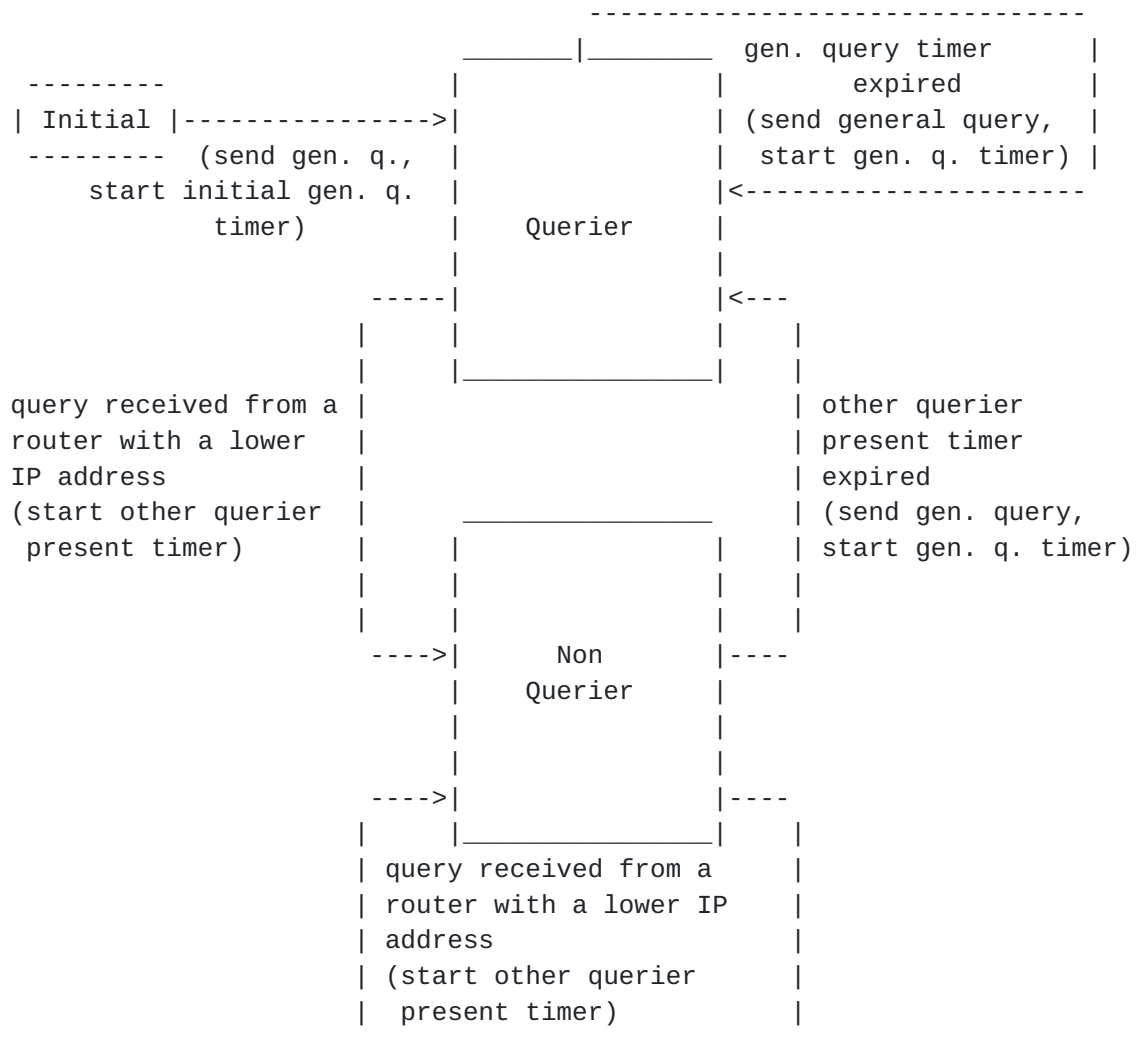 gen. query timer
expired
Initial
(send general query,
(send gen. q.,
start gen. q. timer)
start initial gen. q.
timer)
Querier
query received from a
other querier
router with a lower
present timer
IP address
expired
(start other querier
(send gen. query,
present timer)
start gen. q. timer)
Non
Querier
query received from a
router with a lower IP
address
(start other querier
present timer)